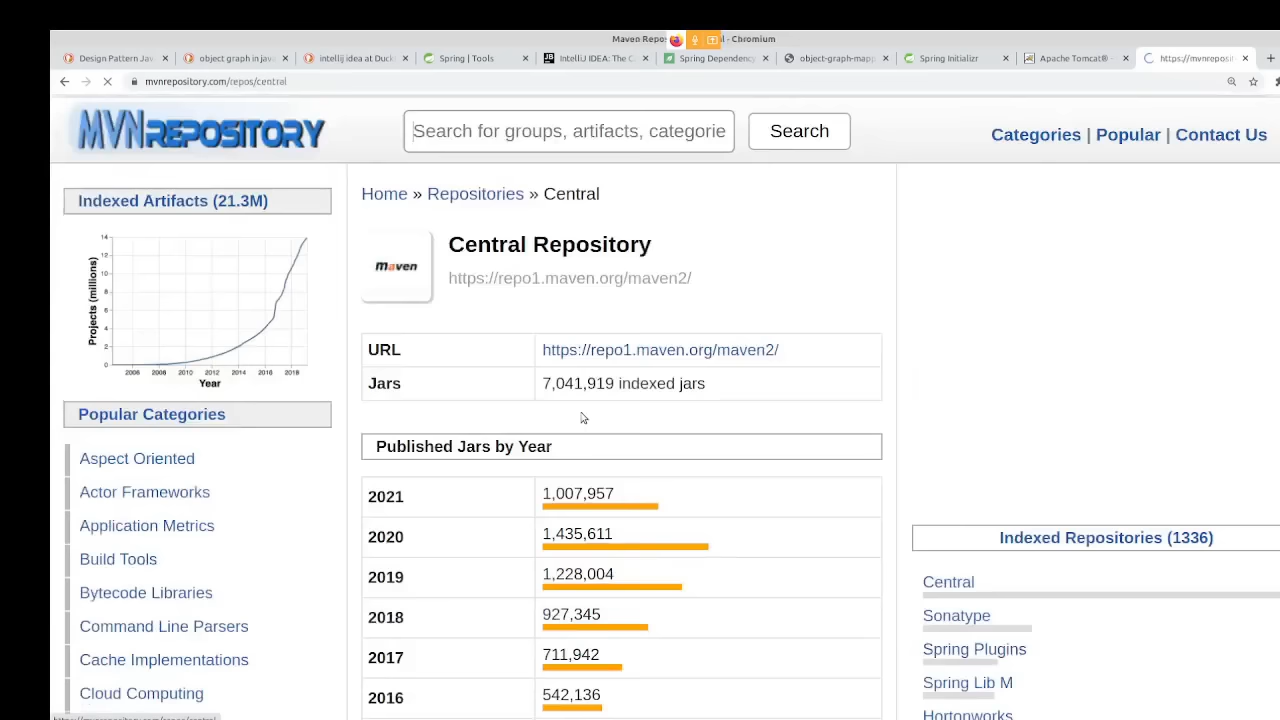 Maven Repos
l - Chromium
Design Pattern Jav
object graph in java
intellij idea at Duck
Spring | Tools
IntelliJ IDEA: The C
Spring Dependency
object-graph-mapp
Spring Initializr
Apache Tomcat® -
https://mvnreposit
mvnrepository.com/repos/central
MVNREPOSITORY
Search for groups, artifacts, categorie
Search
Categories | Popular | Contact Us
Indexed Artifacts (21.3M)
Projects (millions)
14
12
10
8
6
4
2
0
2006 2008 2010 2012 2014 2016 2018
Year
Popular Categories
Aspect Oriented
Actor Frameworks
Application Metrics
Build Tools
Bytecode Libraries
Command Line Parsers
Cache Implementations
Cloud Computing
Home » Repositories » Central
maven
Central Repository
https://repo1.maven.org/maven2/
URL https://repo1.maven.org/maven2/
Jars 7,041,919 indexed jars
Published Jars by Year
2021 1,007,957
2020 1,435,611
2019 1,228,004
2018 927,345
2017 711,942
2016 542,136
Indexed Repositories (1336)
Central
Sonatype
Spring Plugins
Spring Lib M
Hortonworks
https://mvnrepository.com/repos/central